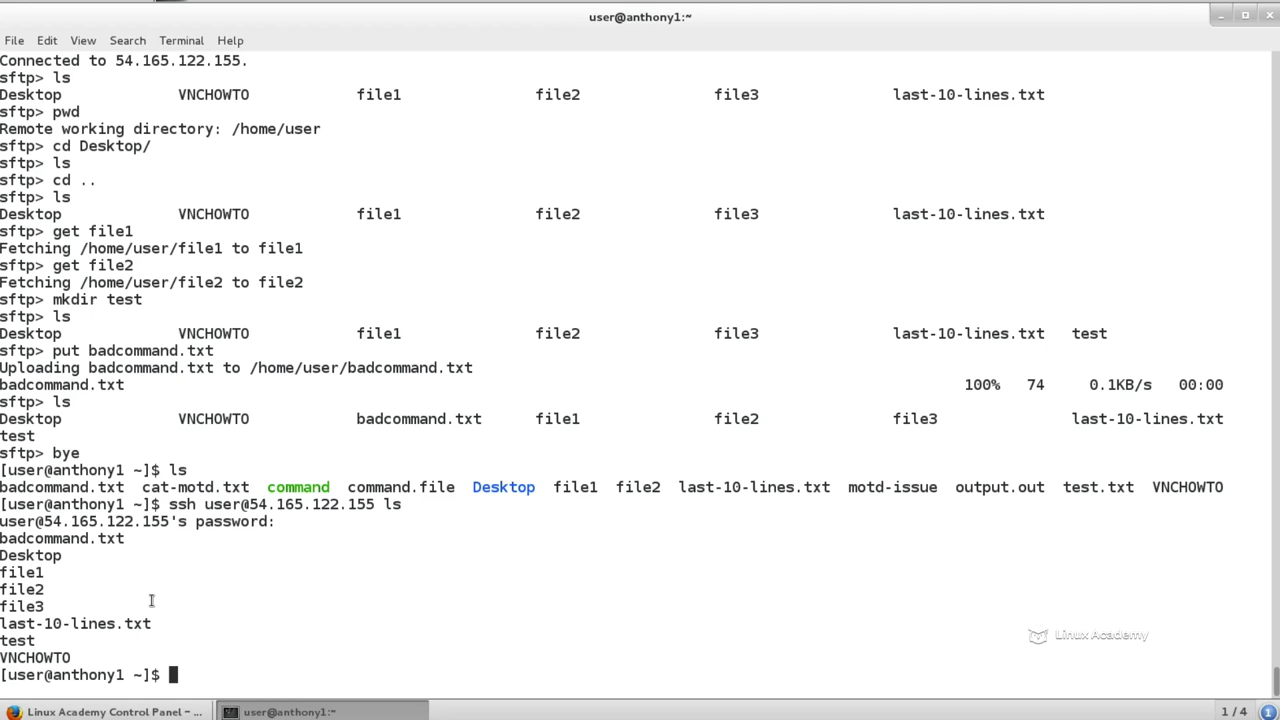 user@anthony1:~
File Edit View Search Terminal Help
Connected to 54.165.122.155.
sftp> ls
Desktop VNCHOWTO file1 file2 file3 last-10-lines.txt
sftp> pwd
Remote working directory: /home/user
sftp> cd Desktop/
sftp> ls
sftp> cd ..
sftp> ls
Desktop VNCHOWTO file1 file2 file3 last-10-lines.txt
sftp> get file1
Fetching /home/user/file1 to file1
sftp> get file2
Fetching /home/user/file2 to file2
sftp> mkdir test
sftp> ls
Desktop VNCHOWTO file1 file2 file3 last-10-lines.txt test
sftp> put badcommand.txt
Uploading badcommand.txt to /home/user/badcommand.txt
badcommand.txt 100% 74 0.1KB/s 00:00
sftp> ls
Desktop VNCHOWTO badcommand.txt file1 file2 file3 last-10-lines.txt
test
sftp> bye
[user@anthony1 ~]$ ls
badcommand.txt cat-motd.txt command command.file Desktop file1 file2 last-10-lines.txt motd-issue output.out test.txt VNCHOWTO
[user@anthony1 ~]$ ssh user@54.165.122.155 ls
user@54.165.122.155's password:
badcommand.txt
Desktop
file1
file2
file3
last-10-lines.txt
test
VNCHOWTO
[user@anthony1 ~]$
Linux Academy
Linux Academy Control Panel – ... user@anthony1:~ 1 / 4 1